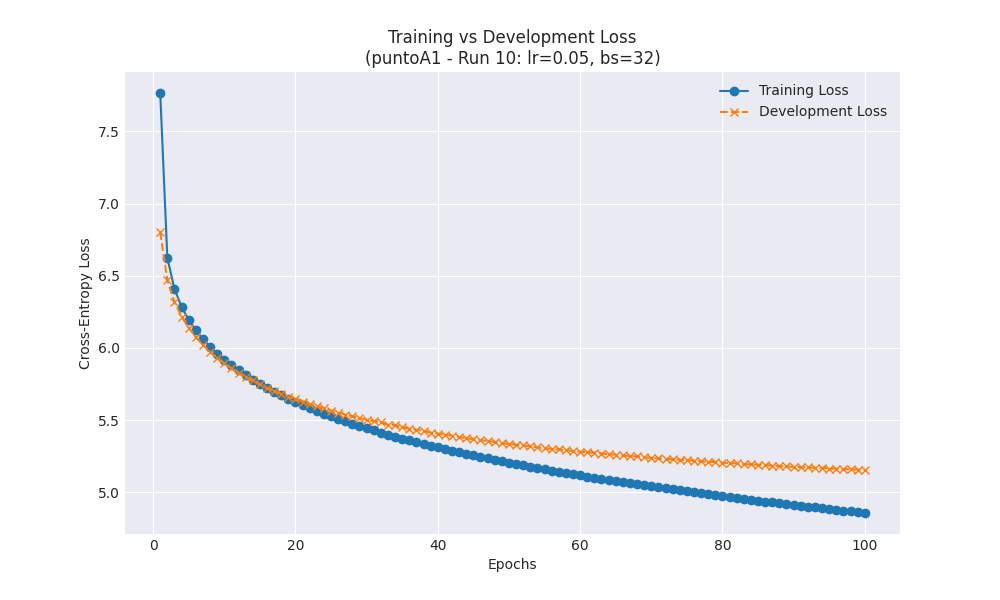 Training vs Development Loss
(puntoA1 - Run 10: lr=0.05, bs=32)
Training Loss
Development Loss
Cross-Entropy Loss
7.5
7.0
6.5
6.0
5.5
5.0
0 20 40 60 80 100
Epochs